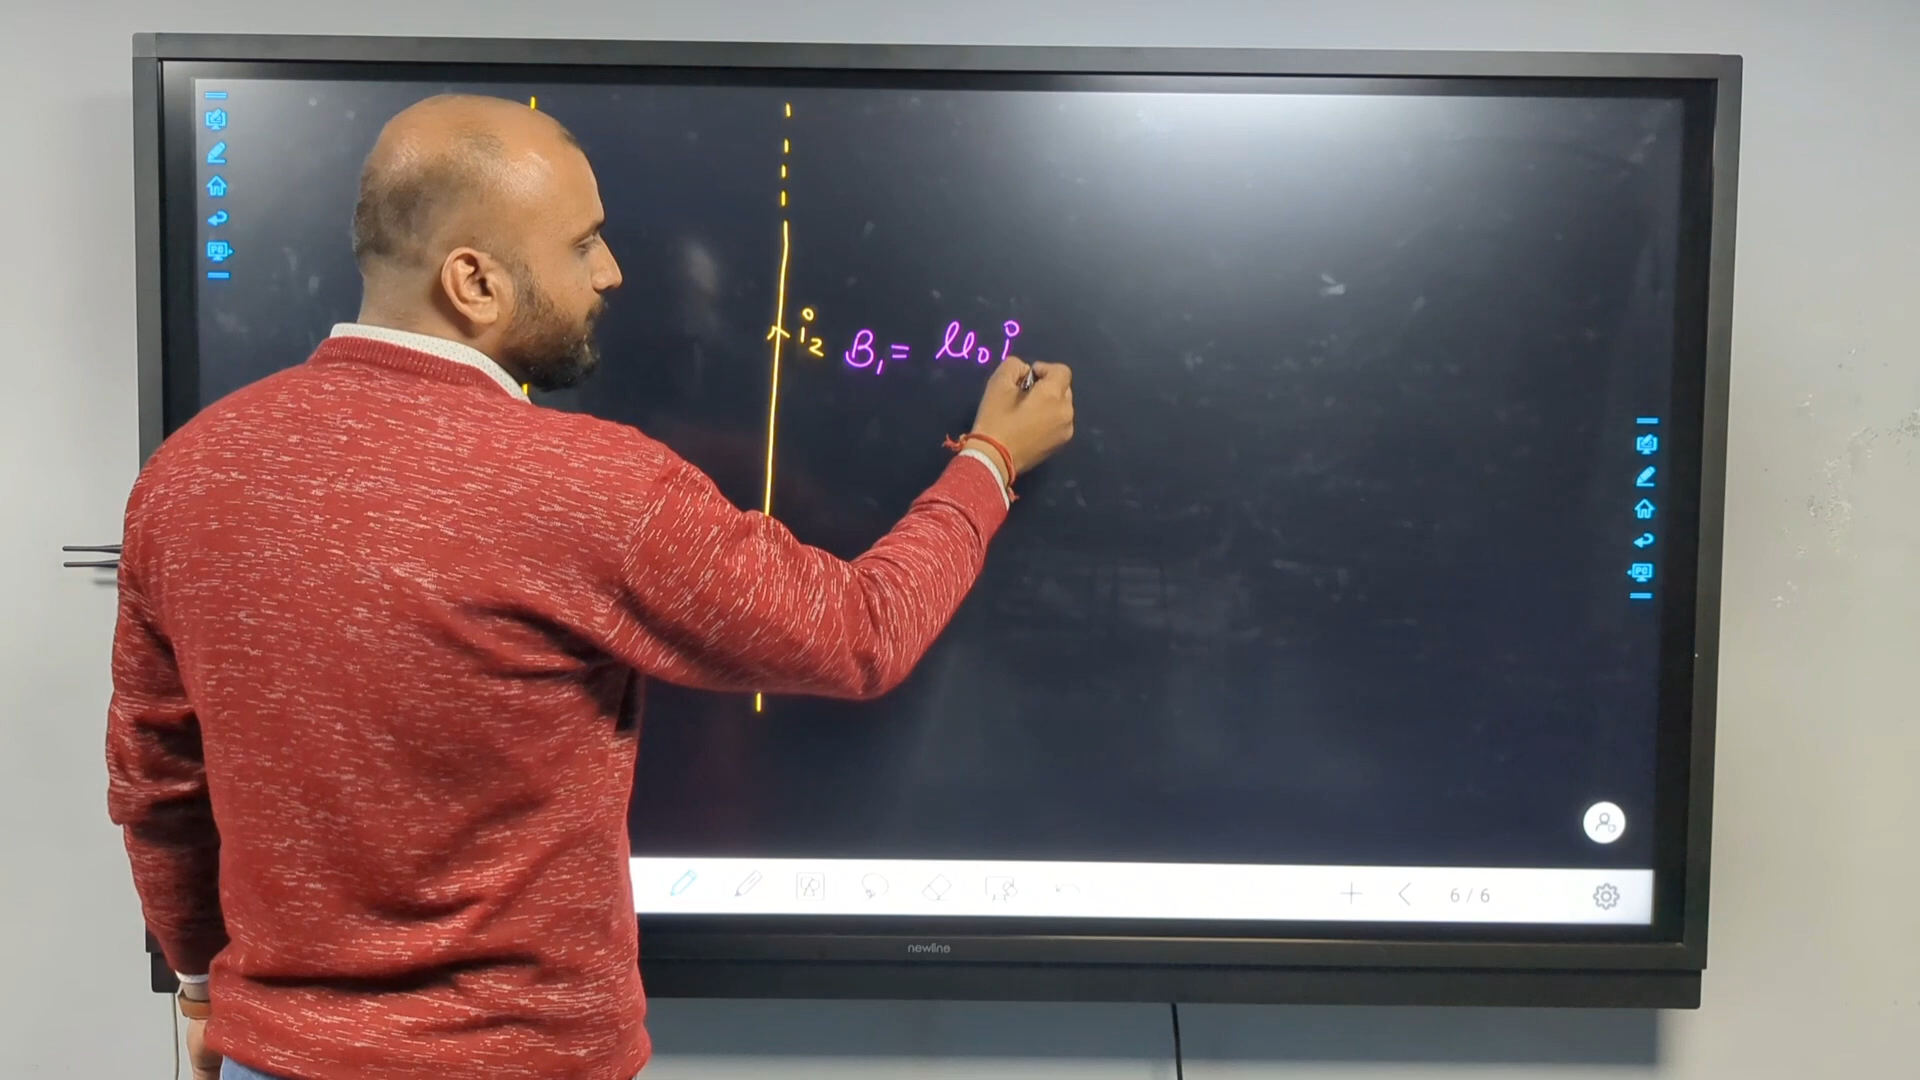 i₂ B₁ = μ₀ i
6/6
newline